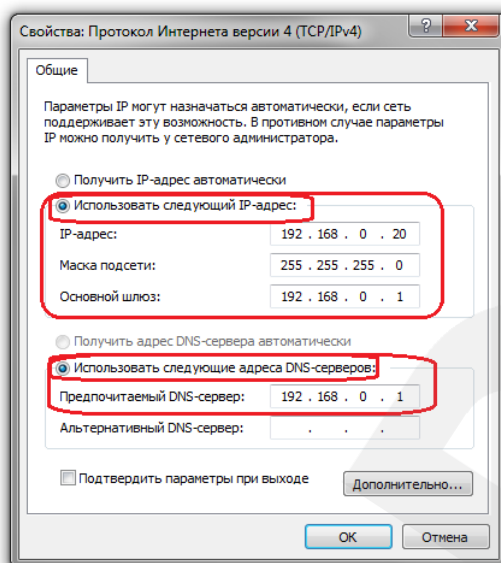 Свойства: Протокол Интернета версии 4 (TCP/IPv4)
Общие
Параметры IP могут назначаться автоматически, если сеть
поддерживает эту возможность. В противном случае параметры
IP можно получить у сетевого администратора.
Получить IP-адрес автоматически
Использовать следующий IP-адрес:
IP-адрес: 192 . 168 . 0 . 20
Маска подсети: 255 . 255 . 255 . 0
Основной шлюз: 192 . 168 . 0 . 1
Получить адрес DNS-сервера автоматически
Использовать следующие адреса DNS-серверов:
Предпочитаемый DNS-сервер: 192 . 168 . 0 . 1
Альтернативный DNS-сервер: . . .
Подтвердить параметры при выходе
Дополнительно...
OK Отмена